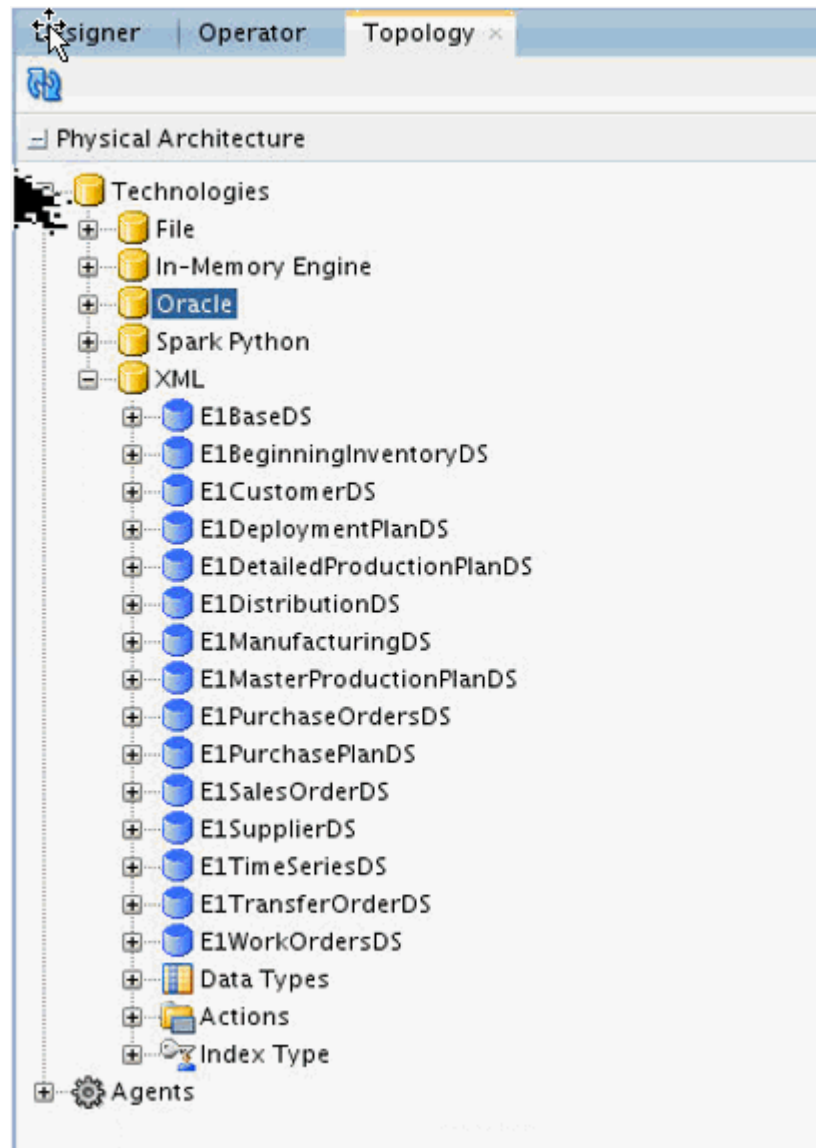 Designer Operator Topology
Physical Architecture
Technologies
File
In-Memory Engine
Oracle
Spark Python
XML
E1BaseDS
E1BeginningInventoryDS
E1CustomerDS
E1DeploymentPlanDS
E1DetailedProductionPlanDS
E1DistributionDS
E1ManufacturingDS
E1MasterProductionPlanDS
E1PurchaseOrdersDS
E1PurchasePlanDS
E1SalesOrderDS
E1SupplierDS
E1TimeSeriesDS
E1TransferOrderDS
E1WorkOrdersDS
Data Types
Actions
Index Type
Agents